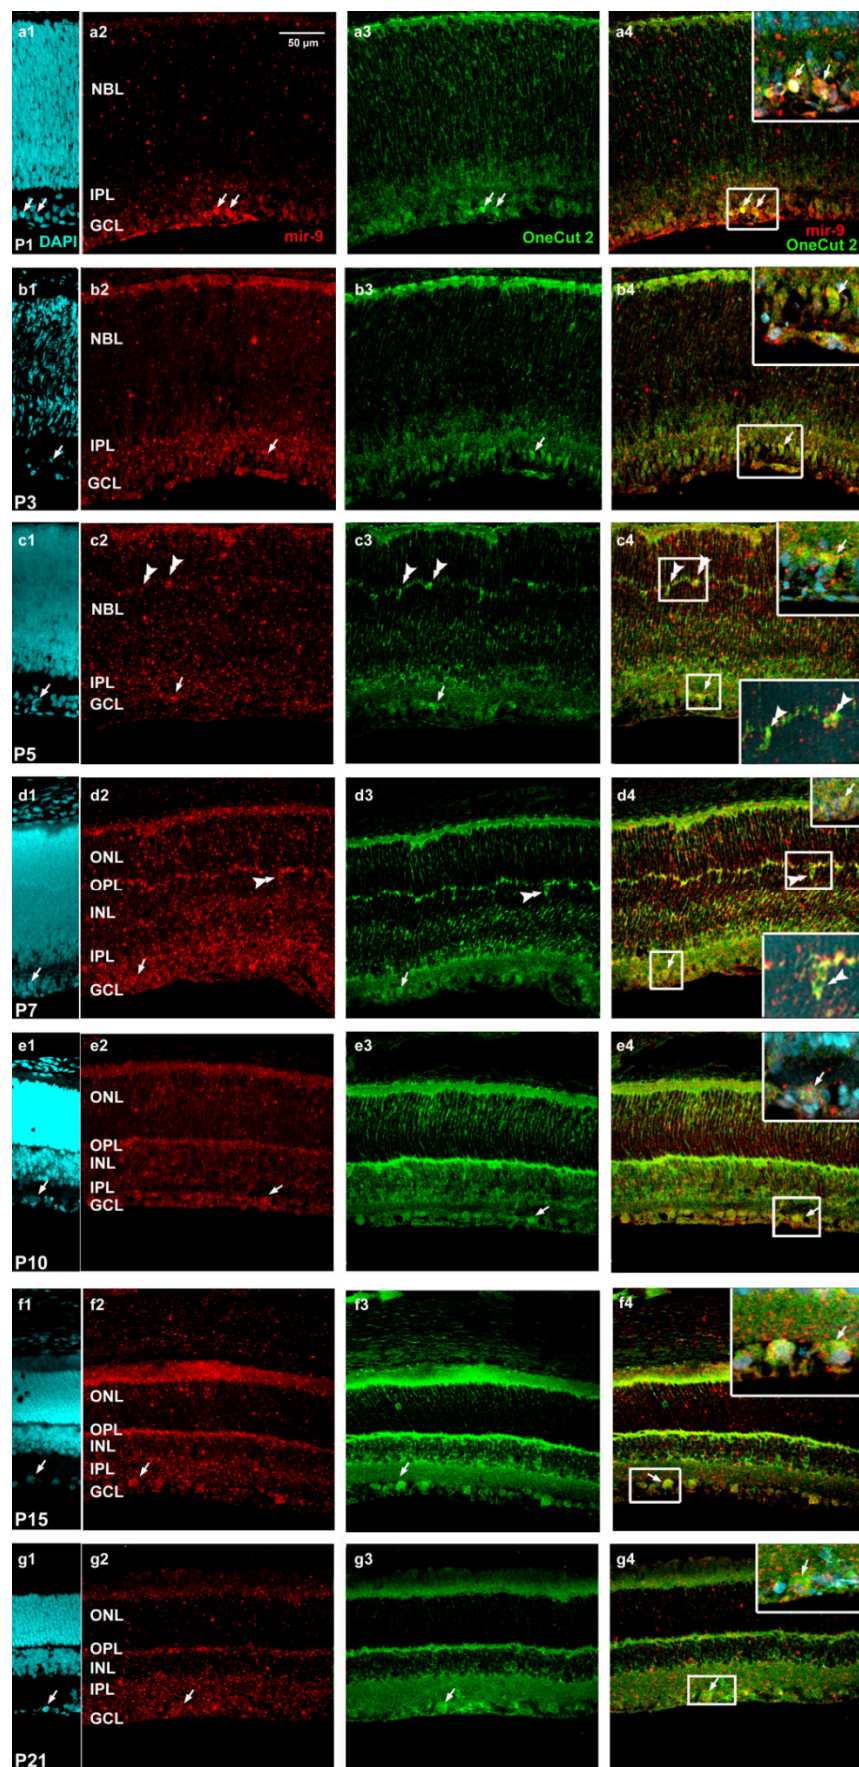 a1
a2
50 µm
a3
a4
NBL
IPL
GCL
P1
DAPI
mir-9
OneCut 2
mir-9
OneCut 2
b1
b2
b3
b4
NBL
IPL
GCL
P3
c1
c2
c3
c4
NBL
IPL
GCL
P5
d1
d2
d3
d4
ONL
OPL
INL
IPL
GCL
P7
e1
e2
e3
e4
ONL
OPL
INL
IPL
GCL
P10
f1
f2
f3
f4
ONL
OPL
INL
IPL
GCL
P15
g1
g2
g3
g4
ONL
OPL
INL
IPL
GCL
P21